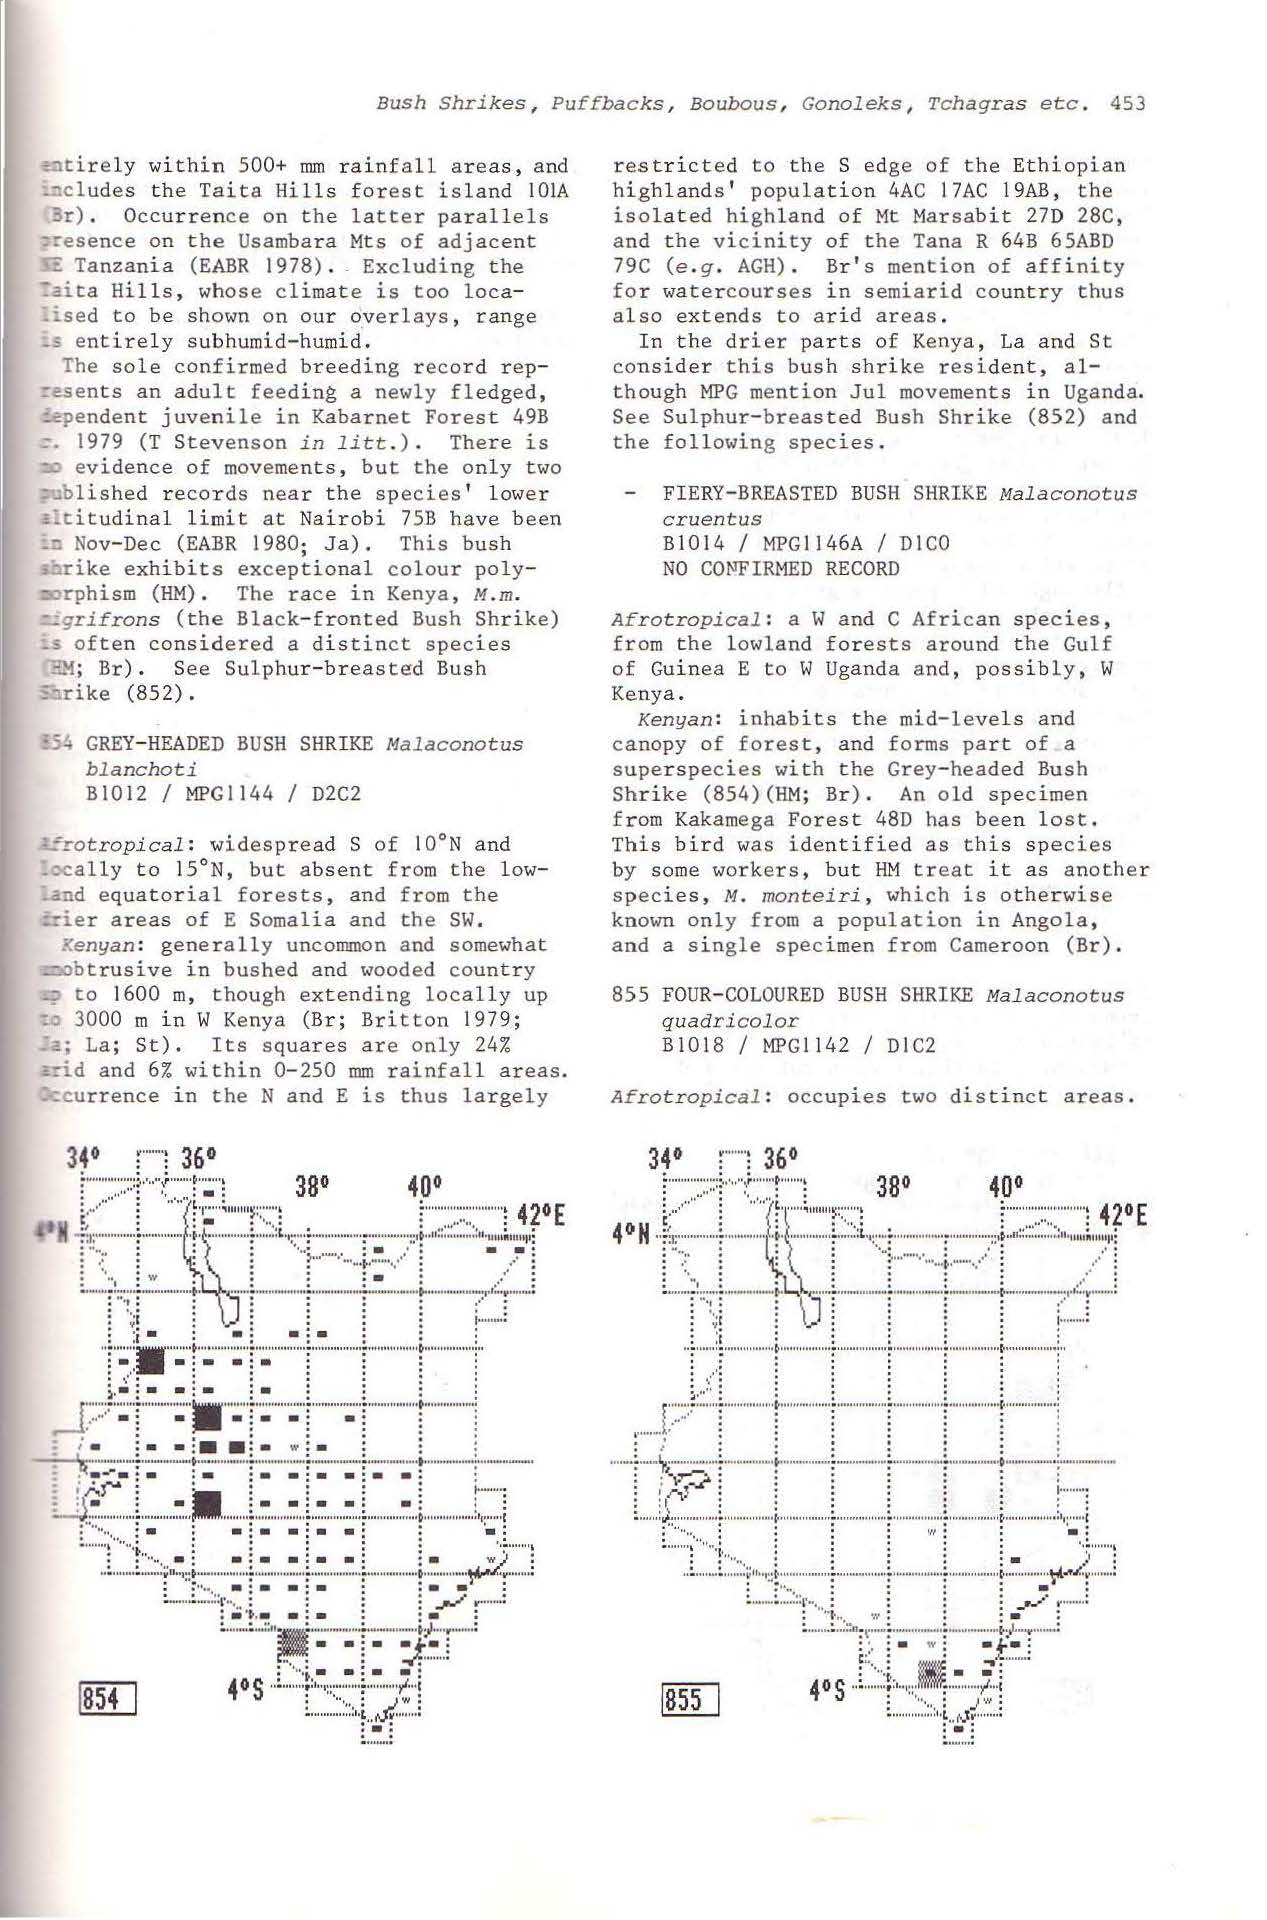 Bush Shrikes, Puffbacks, Boubous, Gonoleks, Tchagras etc. 453
entirely within 500+ mm rainfall areas, and
includes the Taita Hills forest island 101A
(Br). Occurrence on the latter parallels
presence on the Usambara Mts of adjacent
NE Tanzania (EABR 1978). Excluding the
Taita Hills, whose climate is too loca-
lised to be shown on our overlays, range
is entirely subhumid-humid.
The sole confirmed breeding record rep-
resents an adult feeding a newly fledged,
dependent juvenile in Kabarnet Forest 49B
c. 1979 (T Stevenson in litt.). There is
no evidence of movements, but the only two
published records near the species' lower
altitudinal limit at Nairobi 75B have been
in Nov-Dec (EABR 1980; Ja). This bush
shrike exhibits exceptional colour poly-
morphism (HM). The race in Kenya, M.m.
nigrifrons (the Black-fronted Bush Shrike)
is often considered a distinct species
(HM; Br). See Sulphur-breasted Bush
Shrike (852).
854 GREY-HEADED BUSH SHRIKE Malaconotus
blanchoti
B1012 / MPG1144 / D2C2
Afrotropical: widespread S of 10°N and
locally to 15°N, but absent from the low-
land equatorial forests, and from the
drier areas of E Somalia and the SW.
Kenyan: generally uncommon and somewhat
unobtrusive in bushed and wooded country
up to 1600 m, though extending locally up
to 3000 m in W Kenya (Br; Britton 1979;
Ja; La; St). Its squares are only 24%
arid and 6% within 0-250 mm rainfall areas.
Occurrence in the N and E is thus largely
restricted to the S edge of the Ethiopian
highlands' population 4AC 17AC 19AB, the
isolated highland of Mt Marsabit 27D 28C,
and the vicinity of the Tana R 64B 65ABD
79C (e.g. AGH). Br's mention of affinity
for watercourses in semiarid country thus
also extends to arid areas.
In the drier parts of Kenya, La and St
consider this bush shrike resident, al-
though MPG mention Jul movements in Uganda.
See Sulphur-breasted Bush Shrike (852) and
the following species.
- FIERY-BREASTED BUSH SHRIKE Malaconotus
cruentus
B1014 / MPG1146A / D1C0
NO CONFIRMED RECORD
Afrotropical: a W and C African species,
from the lowland forests around the Gulf
of Guinea E to W Uganda and, possibly, W
Kenya.
Kenyan: inhabits the mid-levels and
canopy of forest, and forms part of a
superspecies with the Grey-headed Bush
Shrike (854)(HM; Br). An old specimen
from Kakamega Forest 48D has been lost.
This bird was identified as this species
by some workers, but HM treat it as another
species, M. monteiri, which is otherwise
known only from a population in Angola,
and a single specimen from Cameroon (Br).
855 FOUR-COLOURED BUSH SHRIKE Malaconotus
quadricolor
B1018 / MPG1142 / D1C2
Afrotropical: occupies two distinct areas.
34° 36°
38° 40°
42°E
4°N
4°S
854
34° 36°
38° 40°
42°E
4°N
4°S
855